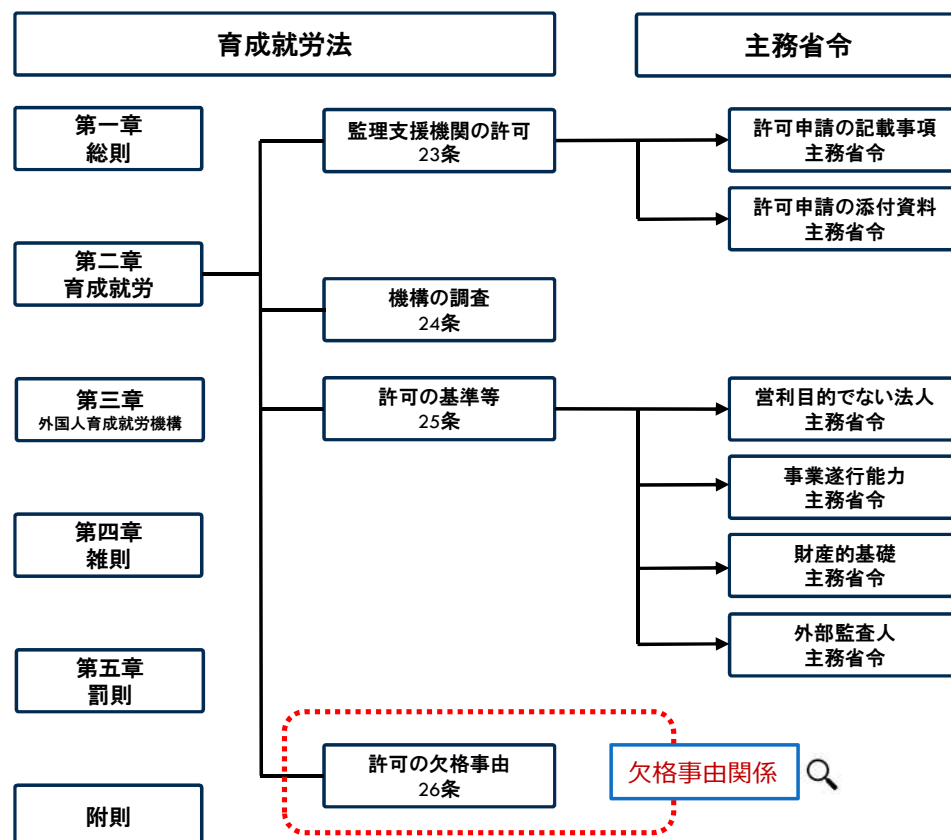 育成就労法
主務省令
第一章
総則
監理支援機関の許可
23条
許可申請の記載事項
主務省令
許可申請の添付資料
主務省令
第二章
育成就労
機構の調査
24条
第三章
外国人育成就労機構
許可の基準等
25条
営利目的でない法人
主務省令
事業遂行能力
主務省令
第四章
雑則
財産的基礎
主務省令
外部監査人
主務省令
第五章
罰則
許可の欠格事由
26条
欠格事由関係
附則